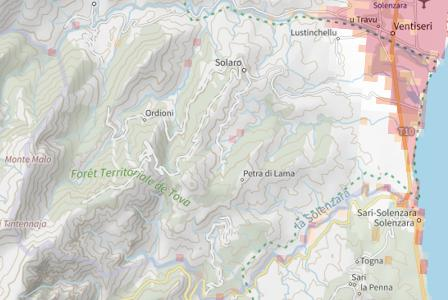 Solenzara
u Travu
Ventiseri
Lustinchellu
Solaro
Ordioni
T10
Monte Malo
Forêt Territoriale de Tova
Petra di Lama
la Solenzara
i Tintennaja
Sari-Solenzara
Solenzara
Togna
Sari
la Penna